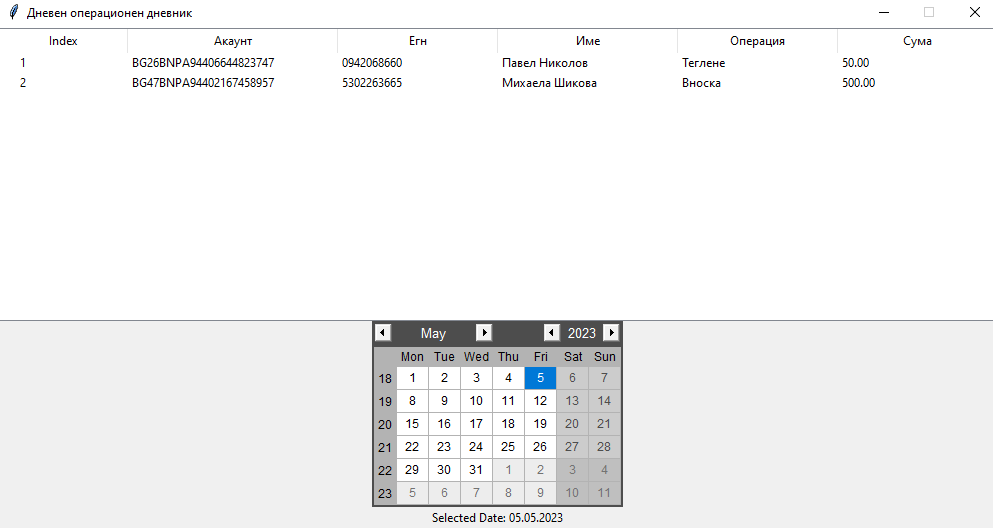 Дневен операционен дневник
Index Акаунт Егн Име Операция Сума
1 BG26BNPA94406644823747 0942068660 Павел Николов Теглене 50.00
2 BG47BNPA94402167458957 5302263665 Михаела Шикова Вноска 500.00
May 2023
Mon Tue Wed Thu Fri Sat Sun
18 1 2 3 4 5 6 7
19 8 9 10 11 12 13 14
20 15 16 17 18 19 20 21
21 22 23 24 25 26 27 28
22 29 30 31 1 2 3 4
23 5 6 7 8 9 10 11
Selected Date: 05.05.2023